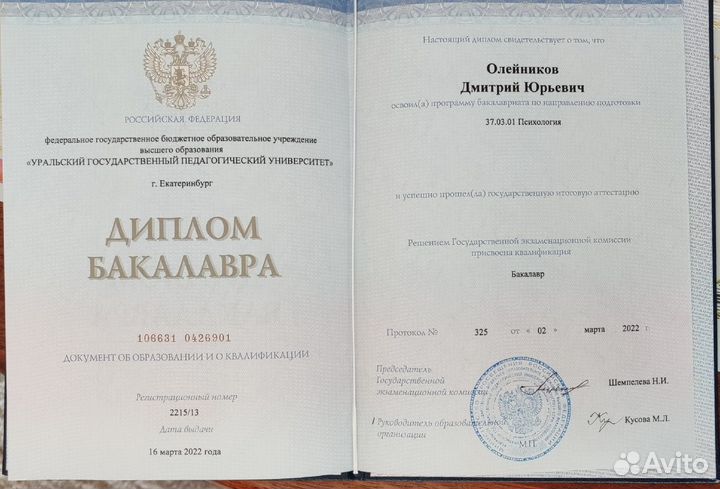 РОССИЙСКАЯ ФЕДЕРАЦИЯ
федеральное государственное бюджетное образовательное учреждение
высшего образования
«УРАЛЬСКИЙ ГОСУДАРСТВЕННЫЙ ПЕДАГОГИЧЕСКИЙ УНИВЕРСИТЕТ»
г. Екатеринбург
ДИПЛОМ
БАКАЛАВРА
106631 0426901
ДОКУМЕНТ ОБ ОБРАЗОВАНИИ И О КВАЛИФИКАЦИИ
Регистрационный номер
2215/13
Дата выдачи
16 марта 2022 года
Настоящий диплом свидетельствует о том, что
Олейников
Дмитрий Юрьевич
освоил(а) программу бакалавриата по направлению подготовки
37.03.01 Психология
и успешно прошел(ла) государственную итоговую аттестацию
Решением Государственной экзаменационной комиссии
присвоена квалификация
Бакалавр
Протокол № 325 от « 02 » марта 2022 г.
Председатель
Государственной
экзаменационной комиссии
Шемпелева Н.И.
Руководитель образовательной
организации
Кусова М.Л.
М.П.
Avito